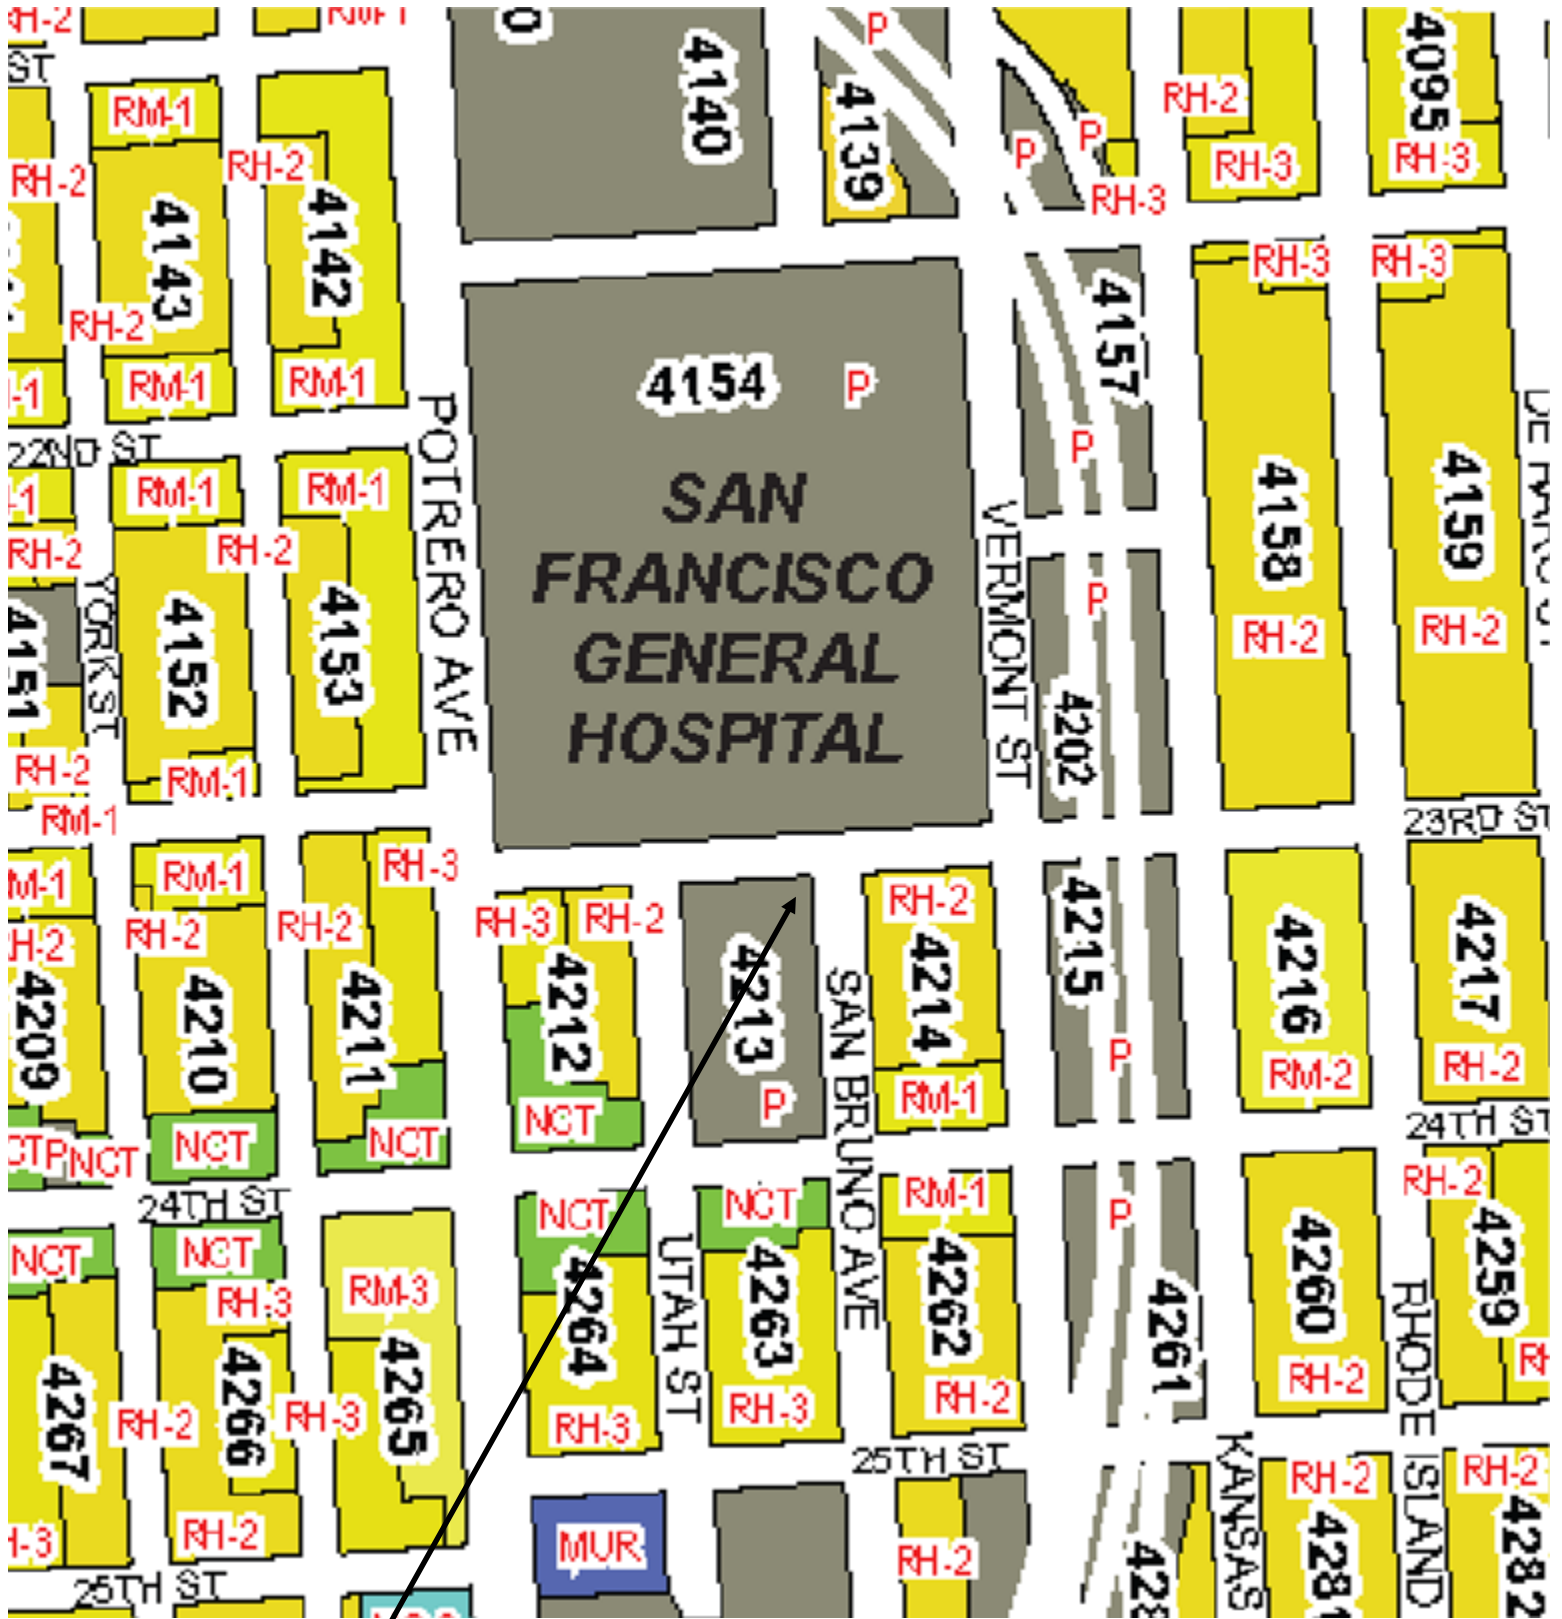 RH-2
RM-1
ST
4140
P
4139
P
P
RH-2
RH-3
RH-3
4095
RH-3
RM-1
RH-2
RH-2
4143
4142
RH-2
RM-1
RM-1
RH-3
RH-3
4157
4154
P
P
22ND ST
POTRERO AVE
RM-1
RM-1
RH-2
RH-2
YORK ST
4151
4152
4153
RH-2
RM-1
RM-1
SAN
FRANCISCO
GENERAL
HOSPITAL
VERMONT ST
P
4202
4158
RH-2
4159
RH-2
23RD ST
RM-1
RH-2
RH-2
RH-3
4209
4210
4211
NCT
NCT
NCT
RH-3
RH-2
4212
NCT
4213
P
SAN BRUNO AVE
RH-2
4214
RM-1
4215
P
4216
RM-2
4217
RH-2
24TH ST
24TH ST
NCT
NCT
RH-3
RM-3
4267
RH-2
4266
RH-3
4265
RH-2
25TH ST
NCT
4264
RH-3
UTAH ST
NCT
4263
RH-3
RM-1
4262
RH-2
P
4261
4260
RH-2
RH-2
4259
RHODE ISLAND
25TH ST
MUR
RH-2
KANSAS
RH-2
4281
RH-2
4282